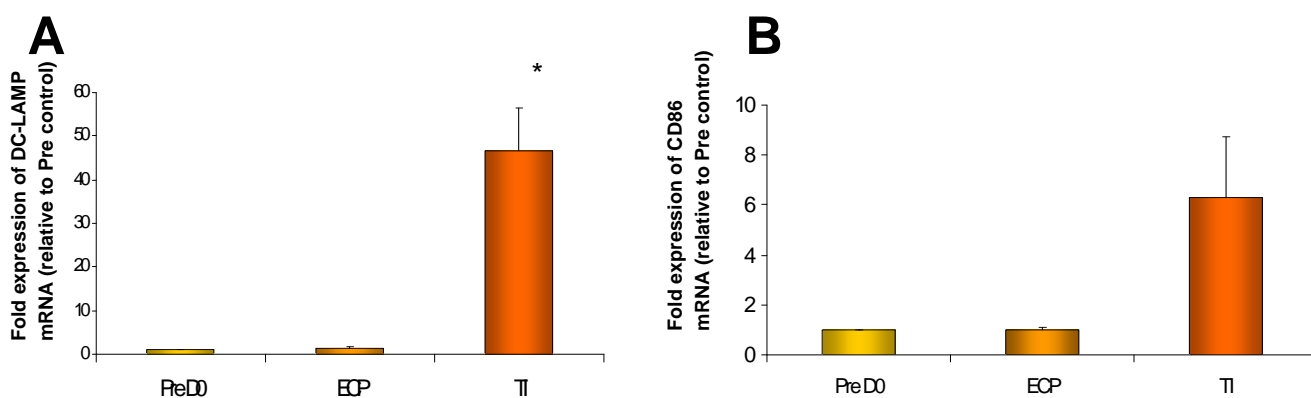 A
Fold expression of DC-LAMP
mRNA (relative to Pre control)
*
60
50
40
30
20
10
0
Pre D0
ECP
TI
B
Fold expression of CD86
mRNA (relative to Pre control)
10
8
6
4
2
0
Pre D0
ECP
TI